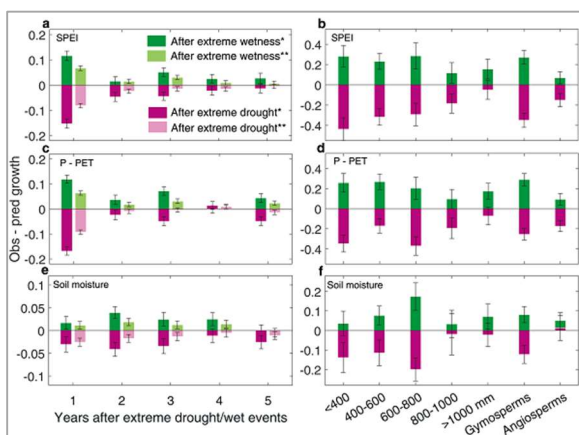 a
SPEI
After extreme wetness*
After extreme wetness**
After extreme drought*
After extreme drought**
0.2
0.1
0
-0.1
-0.2
b
SPEI
0.4
0.2
0
-0.2
-0.4
c
P - PET
0.2
0.1
0
-0.1
-0.2
d
P - PET
0.4
0.2
0
-0.2
-0.4
Obs - pred growth
e
Soil moisture
0.1
0.05
0
-0.05
-0.1
1 2 3 4 5
Years after extreme drought/wet events
f
Soil moisture
0.2
0.1
0
-0.1
-0.2
<400 400-600 600-800 800-1000 >1000 mm Gymosperms Angiosperms